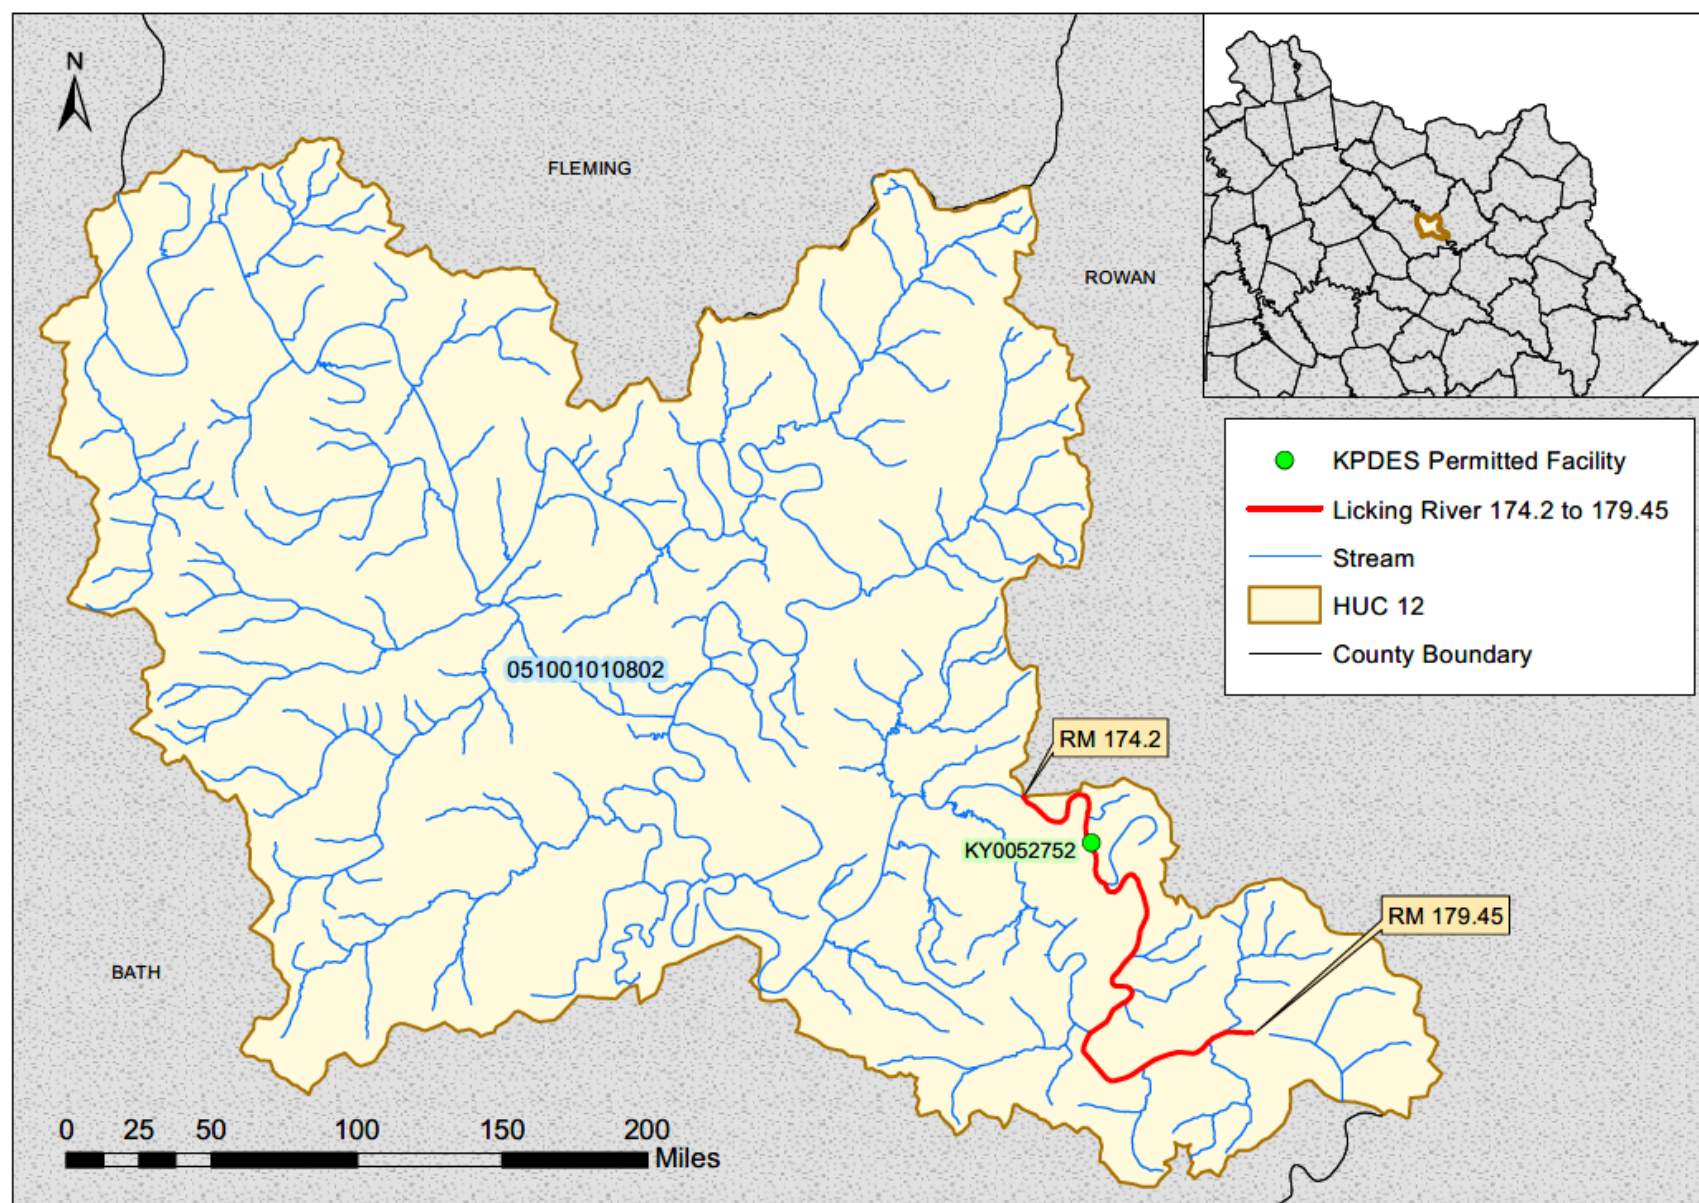 N
FLEMING
ROWAN
KPDES Permitted Facility
Licking River 174.2 to 179.45
Stream
HUC 12
County Boundary
051001010802
RM 174.2
KY0052752
RM 179.45
BATH
0 25 50 100 150 200
Miles